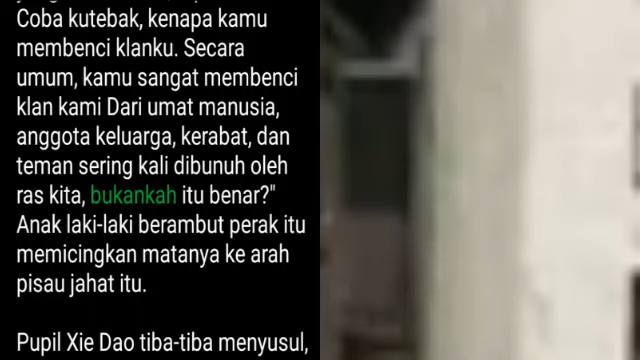 Coba kutebak, kenapa kamu
membenci klanku. Secara
umum, kamu sangat membenci
klan kami Dari umat manusia,
anggota keluarga, kerabat, dan
teman sering kali dibunuh oleh
ras kita, bukankah itu benar?"
Anak laki-laki berambut perak itu
memicingkan matanya ke arah
pisau jahat itu.
Pupil Xie Dao tiba-tiba menyusul,